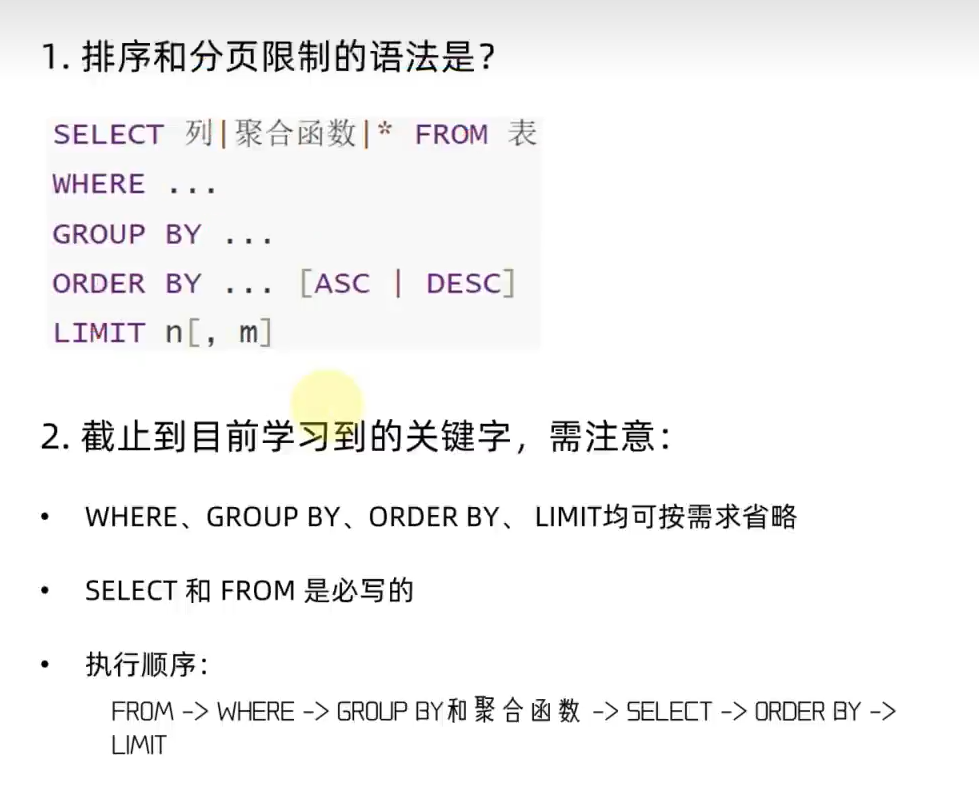 1. 排序和分页限制的语法是？
SELECT 列|聚合函数|* FROM 表
WHERE ...
GROUP BY ...
ORDER BY ... [ASC | DESC]
LIMIT n[, m]
2. 截止到目前学习到的关键字，需注意：
• WHERE、GROUP BY、ORDER BY、 LIMIT均可按需求省略
• SELECT 和 FROM 是必写的
• 执行顺序：
FROM -> WHERE -> GROUP BY和聚合函数 -> SELECT -> ORDER BY ->
LIMIT